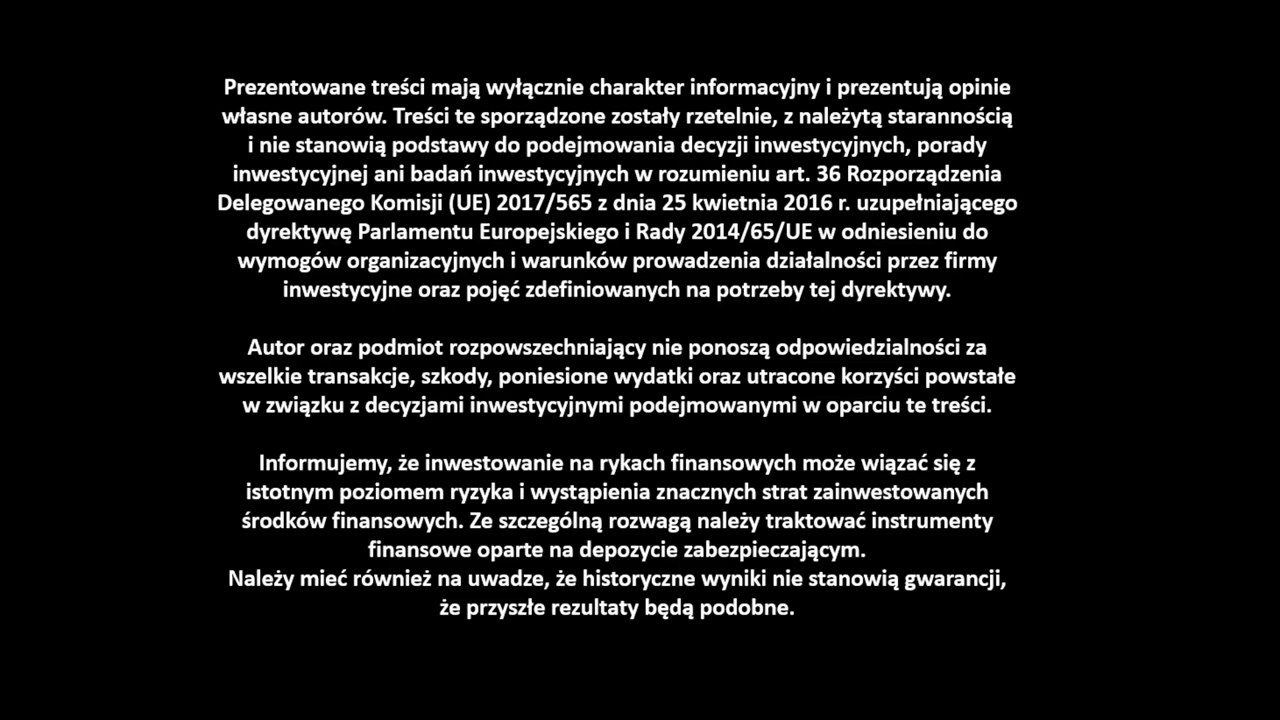 Prezentowane treści mają wyłącznie charakter informacyjny i prezentują opinie
własne autorów. Treści te sporządzone zostały rzetelnie, z należytą starannością
i nie stanowią podstawy do podejmowania decyzji inwestycyjnych, porady
inwestycyjnej ani badań inwestycyjnych w rozumieniu art. 36 Rozporządzenia
Delegowanego Komisji (UE) 2017/565 z dnia 25 kwietnia 2016 r. uzupełniającego
dyrektywę Parlamentu Europejskiego i Rady 2014/65/UE w odniesieniu do
wymogów organizacyjnych i warunków prowadzenia działalności przez firmy
inwestycyjne oraz pojęć zdefiniowanych na potrzeby tej dyrektywy.
Autor oraz podmiot rozpowszechniający nie ponoszą odpowiedzialności za
wszelkie transakcje, szkody, poniesione wydatki oraz utracone korzyści powstałe
w związku z decyzjami inwestycyjnymi podejmowanymi w oparciu te treści.
Informujemy, że inwestowanie na rykach finansowych może wiązać się z
istotnym poziomem ryzyka i wystąpienia znacznych strat zainwestowanych
środków finansowych. Ze szczególną rozwagą należy traktować instrumenty
finansowe oparte na depozycie zabezpieczającym.
Należy mieć również na uwadze, że historyczne wyniki nie stanowią gwarancji,
że przyszłe rezultaty będą podobne.